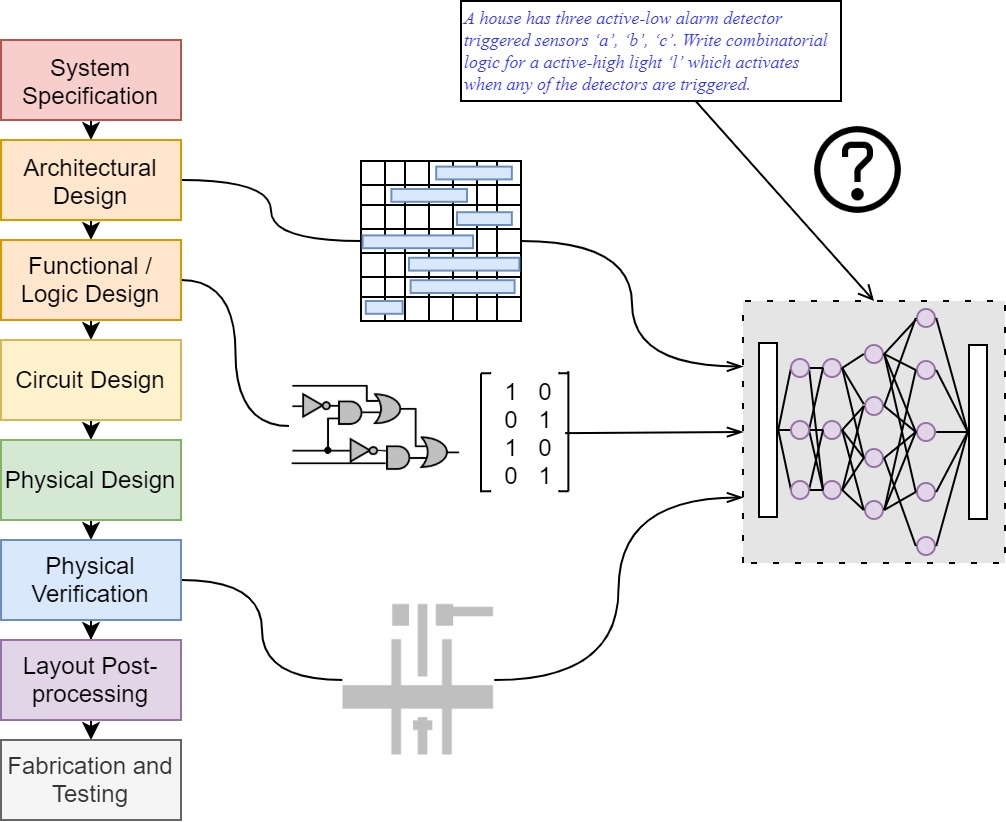 A house has three active-low alarm detector
triggered sensors ‘a’, ‘b’, ‘c’. Write combinatorial
logic for a active-high light ‘l’ which activates
when any of the detectors are triggered.
System
Specification
Architectural
Design
Functional /
Logic Design
Circuit Design
Physical Design
Physical
Verification
Layout Post-
processing
Fabrication and
Testing
1 0
0 1
1 0
0 1
?